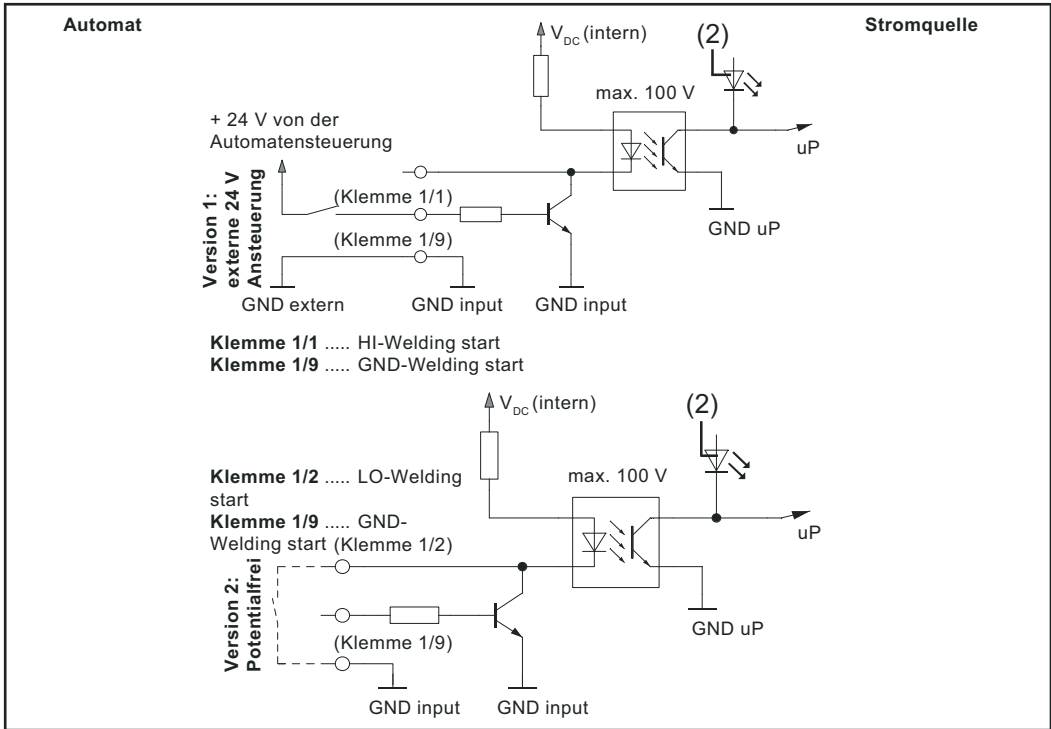 Automat
Stromquelle
V_DC (intern)
(2)
max. 100 V
+ 24 V von der
Automatensteuerung
uP
Version 1:
externe 24 V
Ansteuerung
(Klemme 1/1)
(Klemme 1/9)
GND uP
GND extern
GND input
GND input
Klemme 1/1 ..... HI-Welding start
Klemme 1/9 ..... GND-Welding start
V_DC (intern)
(2)
max. 100 V
Klemme 1/2 ..... LO-Welding
start
Klemme 1/9 ..... GND-
Welding start
(Klemme 1/2)
uP
Version 2:
Potentialfrei
(Klemme 1/9)
GND uP
GND input
GND input